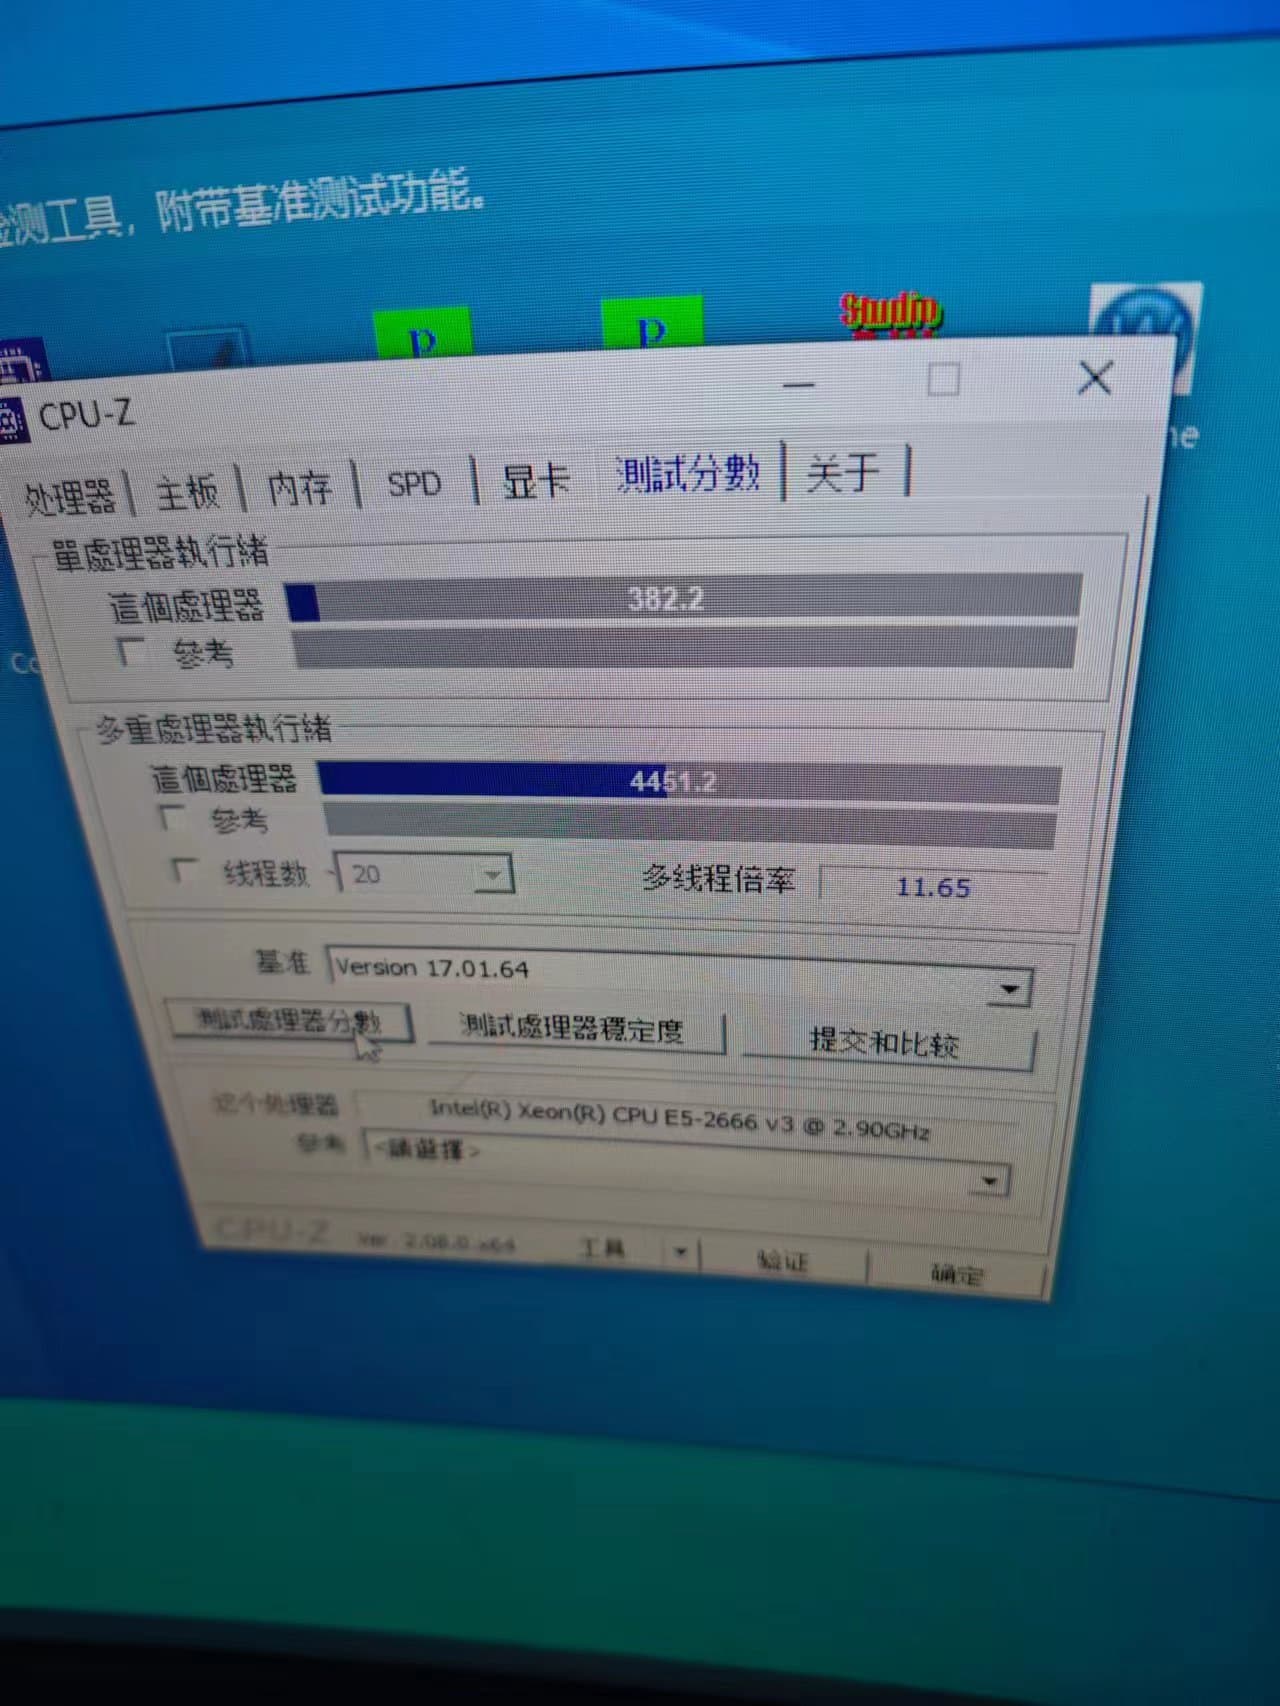 测工具，附带基准测试功能。
P
P
Studio
CPU-Z
处理器
主板
内存
SPD
显卡
測試分數
关于
單處理器執行緒
這個處理器
382.2
參考
多重處理器執行緒
這個處理器
4451.2
參考
线程数
20
多线程倍率
11.65
基准
Version 17.01.64
測試處理器分數
測試處理器穩定度
提交和比较
这个处理器
Intel(R) Xeon(R) CPU E5-2666 v3 @ 2.90GHz
參考
<請選擇>
CPU-Z
Ver. 2.08.0.x64
工具
验证
确定